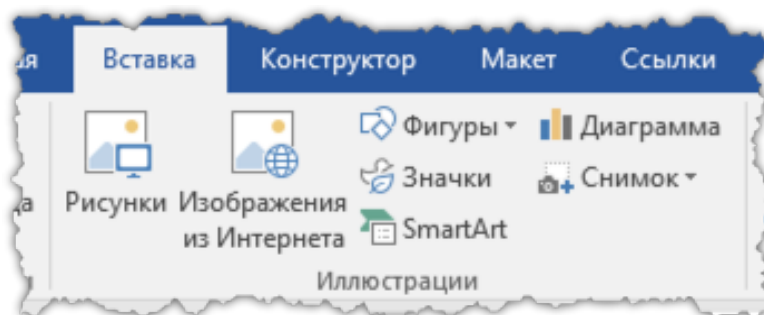 Вставка Конструктор Макет Ссылки
Рисунки
Изображения
из Интернета
Фигуры
Значки
SmartArt
Диаграмма
Снимок
Иллюстрации